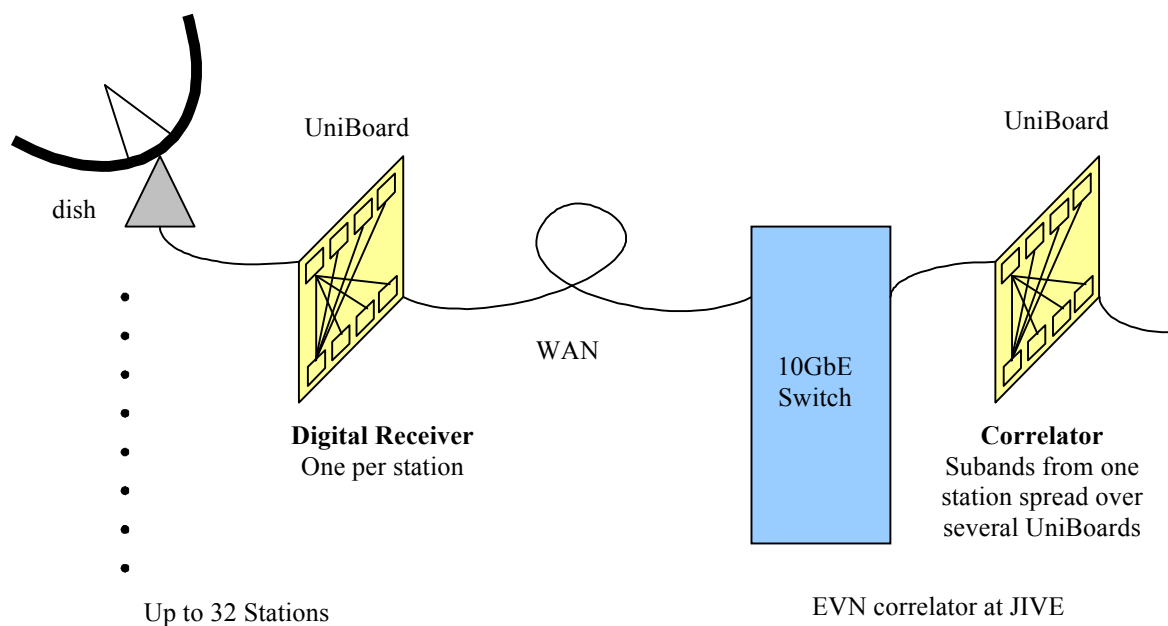 UniBoard
UniBoard
dish
WAN
10GbE
Switch
Digital Receiver
One per station
Correlator
Subands from one
station spread over
several UniBoards
Up to 32 Stations
EVN correlator at JIVE